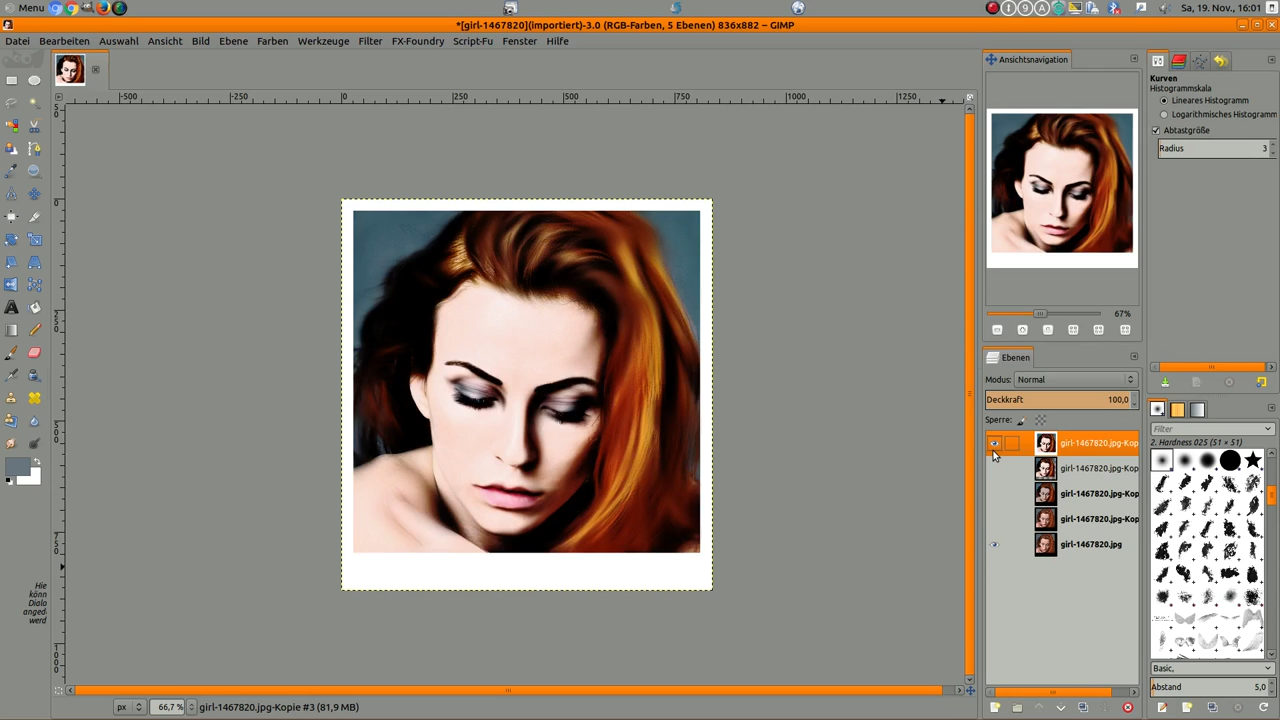 Menu
Sa, 19. Nov., 16:01
*[girl-1467820](importiert)-3.0 (RGB-Farben, 5 Ebenen) 836x882 – GIMP
Datei Bearbeiten Auswahl Ansicht Bild Ebene Farben Werkzeuge Filter FX-Foundry Script-Fu Fenster Hilfe
Ansichtsnavigation
-500 -250 0 250 500 750 1000 1250
67%
Ebenen
Modus: Normal
Deckkraft 100,0
Sperre:
girl-1467820.jpg-Kop
girl-1467820.jpg-Kop
girl-1467820.jpg-Kop
girl-1467820.jpg-Kop
girl-1467820.jpg
Kurven
Histogrammskala
Lineares Histogramm
Logarithmisches Histogramm
Abtastgröße
Radius 3
Filter
2. Hardness 025 (51 × 51)
Basic,
Abstand 5,0
Hie
könn
Dialo
anged
werd
px 66,7 % girl-1467820.jpg-Kopie #3 (81,9 MB)